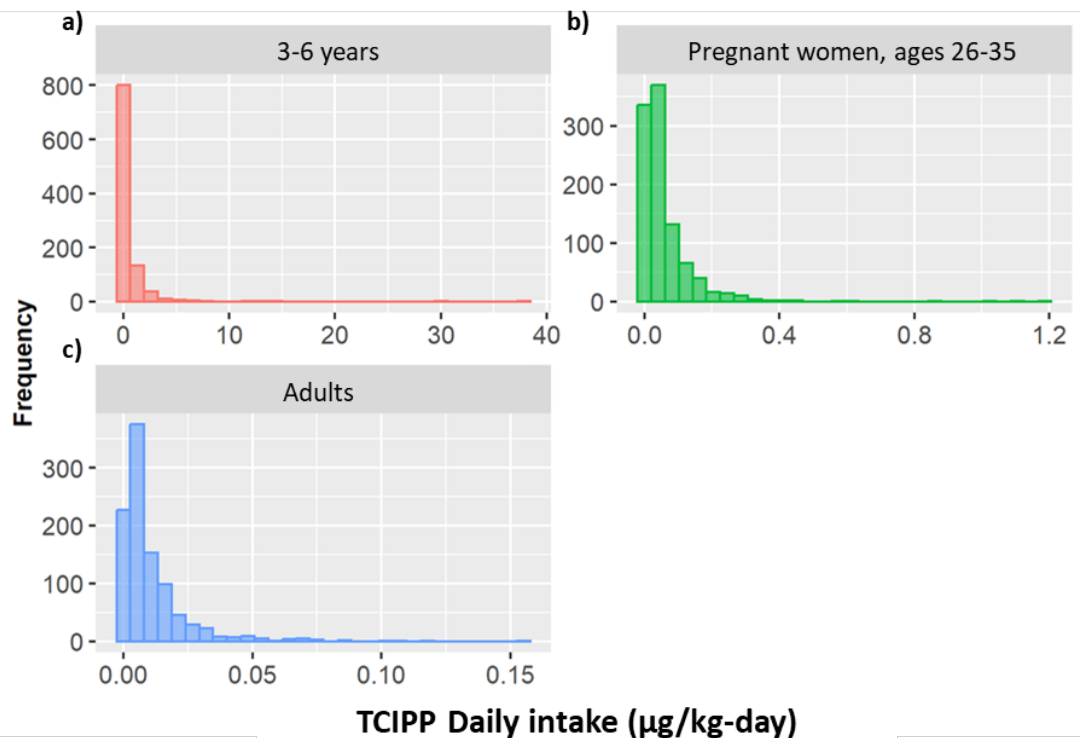 a)
3-6 years
800
600
400
200
0
0 10 20 30 40
b)
Pregnant women, ages 26-35
300
200
100
0
0.0 0.4 0.8 1.2
c)
Adults
300
200
100
0
0.00 0.05 0.10 0.15
Frequency
TCIPP Daily intake (µg/kg-day)